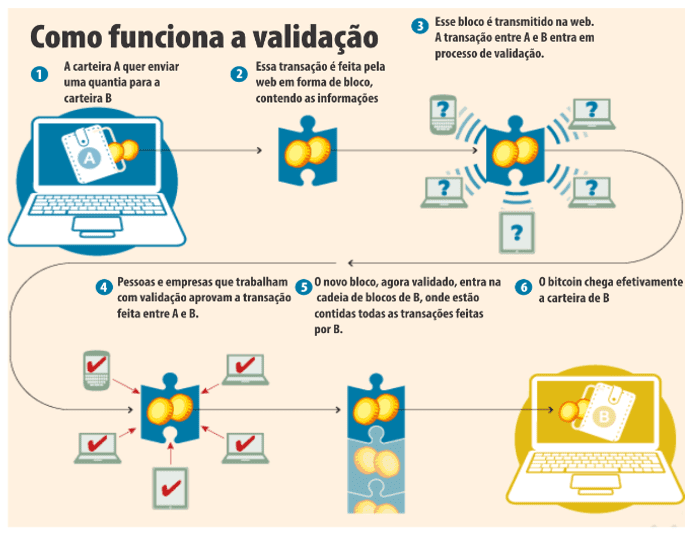 Como funciona a validação
1
A carteira A quer enviar
uma quantia para a
carteira B
2
Essa transação é feita pela
web em forma de bloco,
contendo as informações
3
Esse bloco é transmitido na web.
A transação entre A e B entra em
processo de validação.
A
?
?
?
?
?
4
Pessoas e empresas que trabalham
com validação aprovam a transação
feita entre A e B.
5
O novo bloco, agora validado, entra na
cadeia de blocos de B, onde estão
contidas todas as transações feitas
por B.
6
O bitcoin chega efetivamente
a carteira de B
B